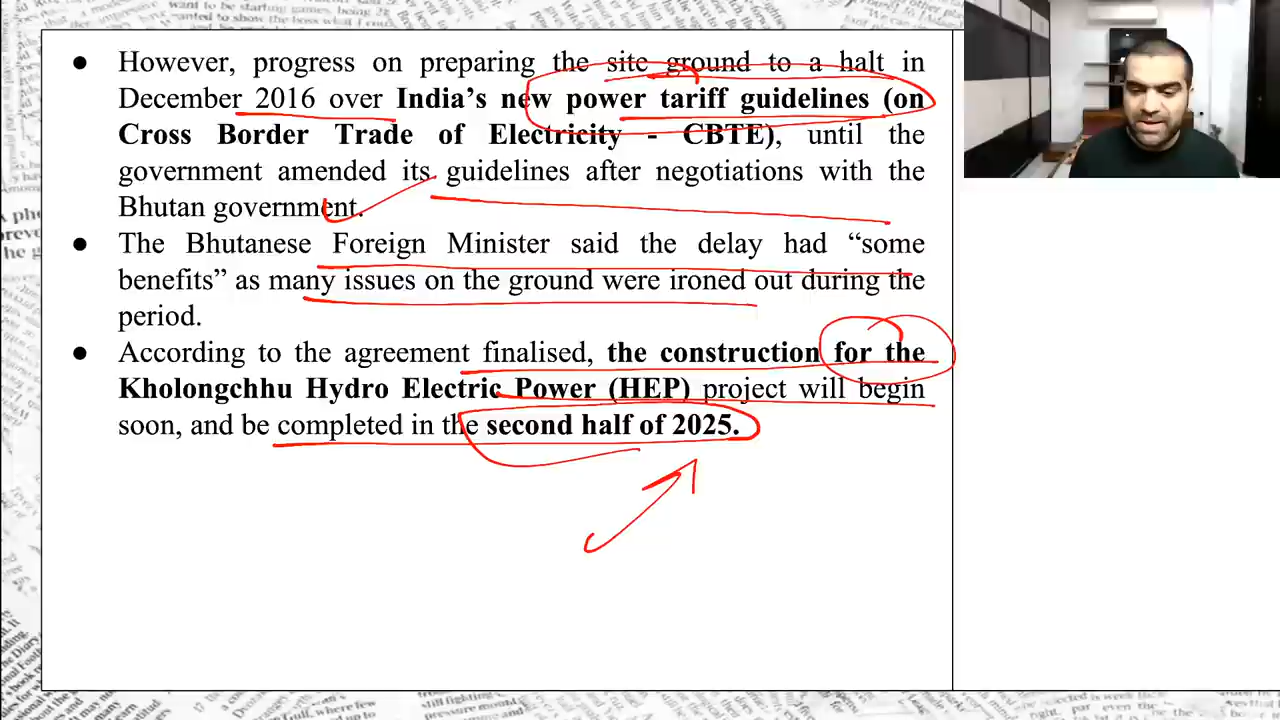 ● However, progress on preparing the site ground to a halt in
December 2016 over India's new power tariff guidelines (on
Cross Border Trade of Electricity - CBTE), until the
government amended its guidelines after negotiations with the
Bhutan government.
● The Bhutanese Foreign Minister said the delay had “some
benefits” as many issues on the ground were ironed out during the
period.
● According to the agreement finalised, the construction for the
Kholongchhu Hydro Electric Power (HEP) project will begin
soon, and be completed in the second half of 2025.